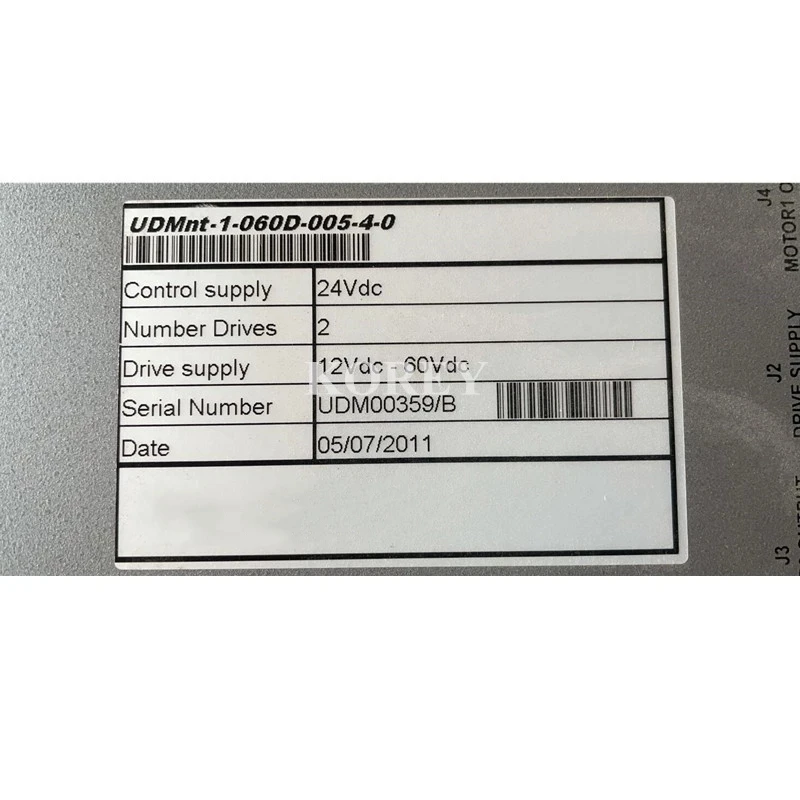 UDMnt-1-060D-005-4-0
Control supply 24Vdc
Number Drives 2
Drive supply 12Vdc - 60Vdc
Serial Number UDM00359/B
Date 05/07/2011
KOREY
J4
MOTOR1
J2
DRIVE SUPPLY
J3